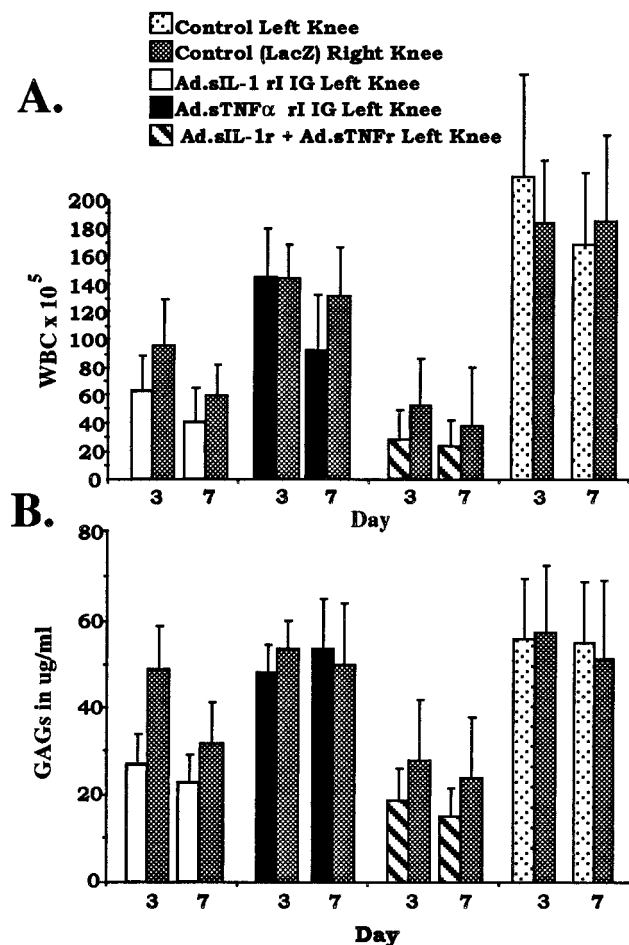 Control Left Knee
Control (LacZ) Right Knee
A.
Ad.sIL-1 rI IG Left Knee
Ad.sTNFα rI IG Left Knee
Ad.sIL-1r + Ad.sTNFr Left Knee
WBC x 10⁵
200
180
160
140
120
100
80
60
40
20
0
3 7 3 7 3 7 3 7
Day
B.
GAGs in ug/ml
80
60
40
20
0
3 7 3 7 3 7 3 7
Day